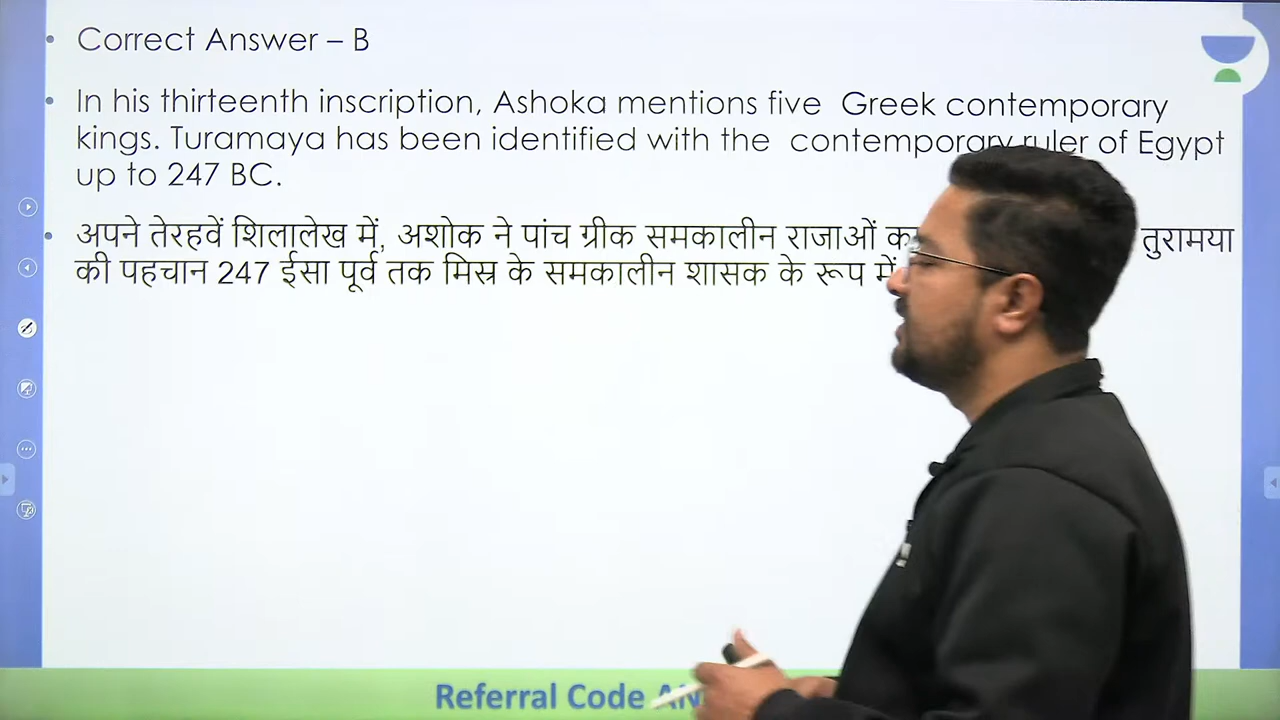 Correct Answer – B
In his thirteenth inscription, Ashoka mentions five Greek contemporary
kings. Turamaya has been identified with the contemporary ruler of Egypt
up to 247 BC.
अपने तेरहवें शिलालेख में, अशोक ने पांच ग्रीक समकालीन राजाओं तुरामया
की पहचान 247 ईसा पूर्व तक मिस्र के समकालीन शासक के रूप में
Referral Code